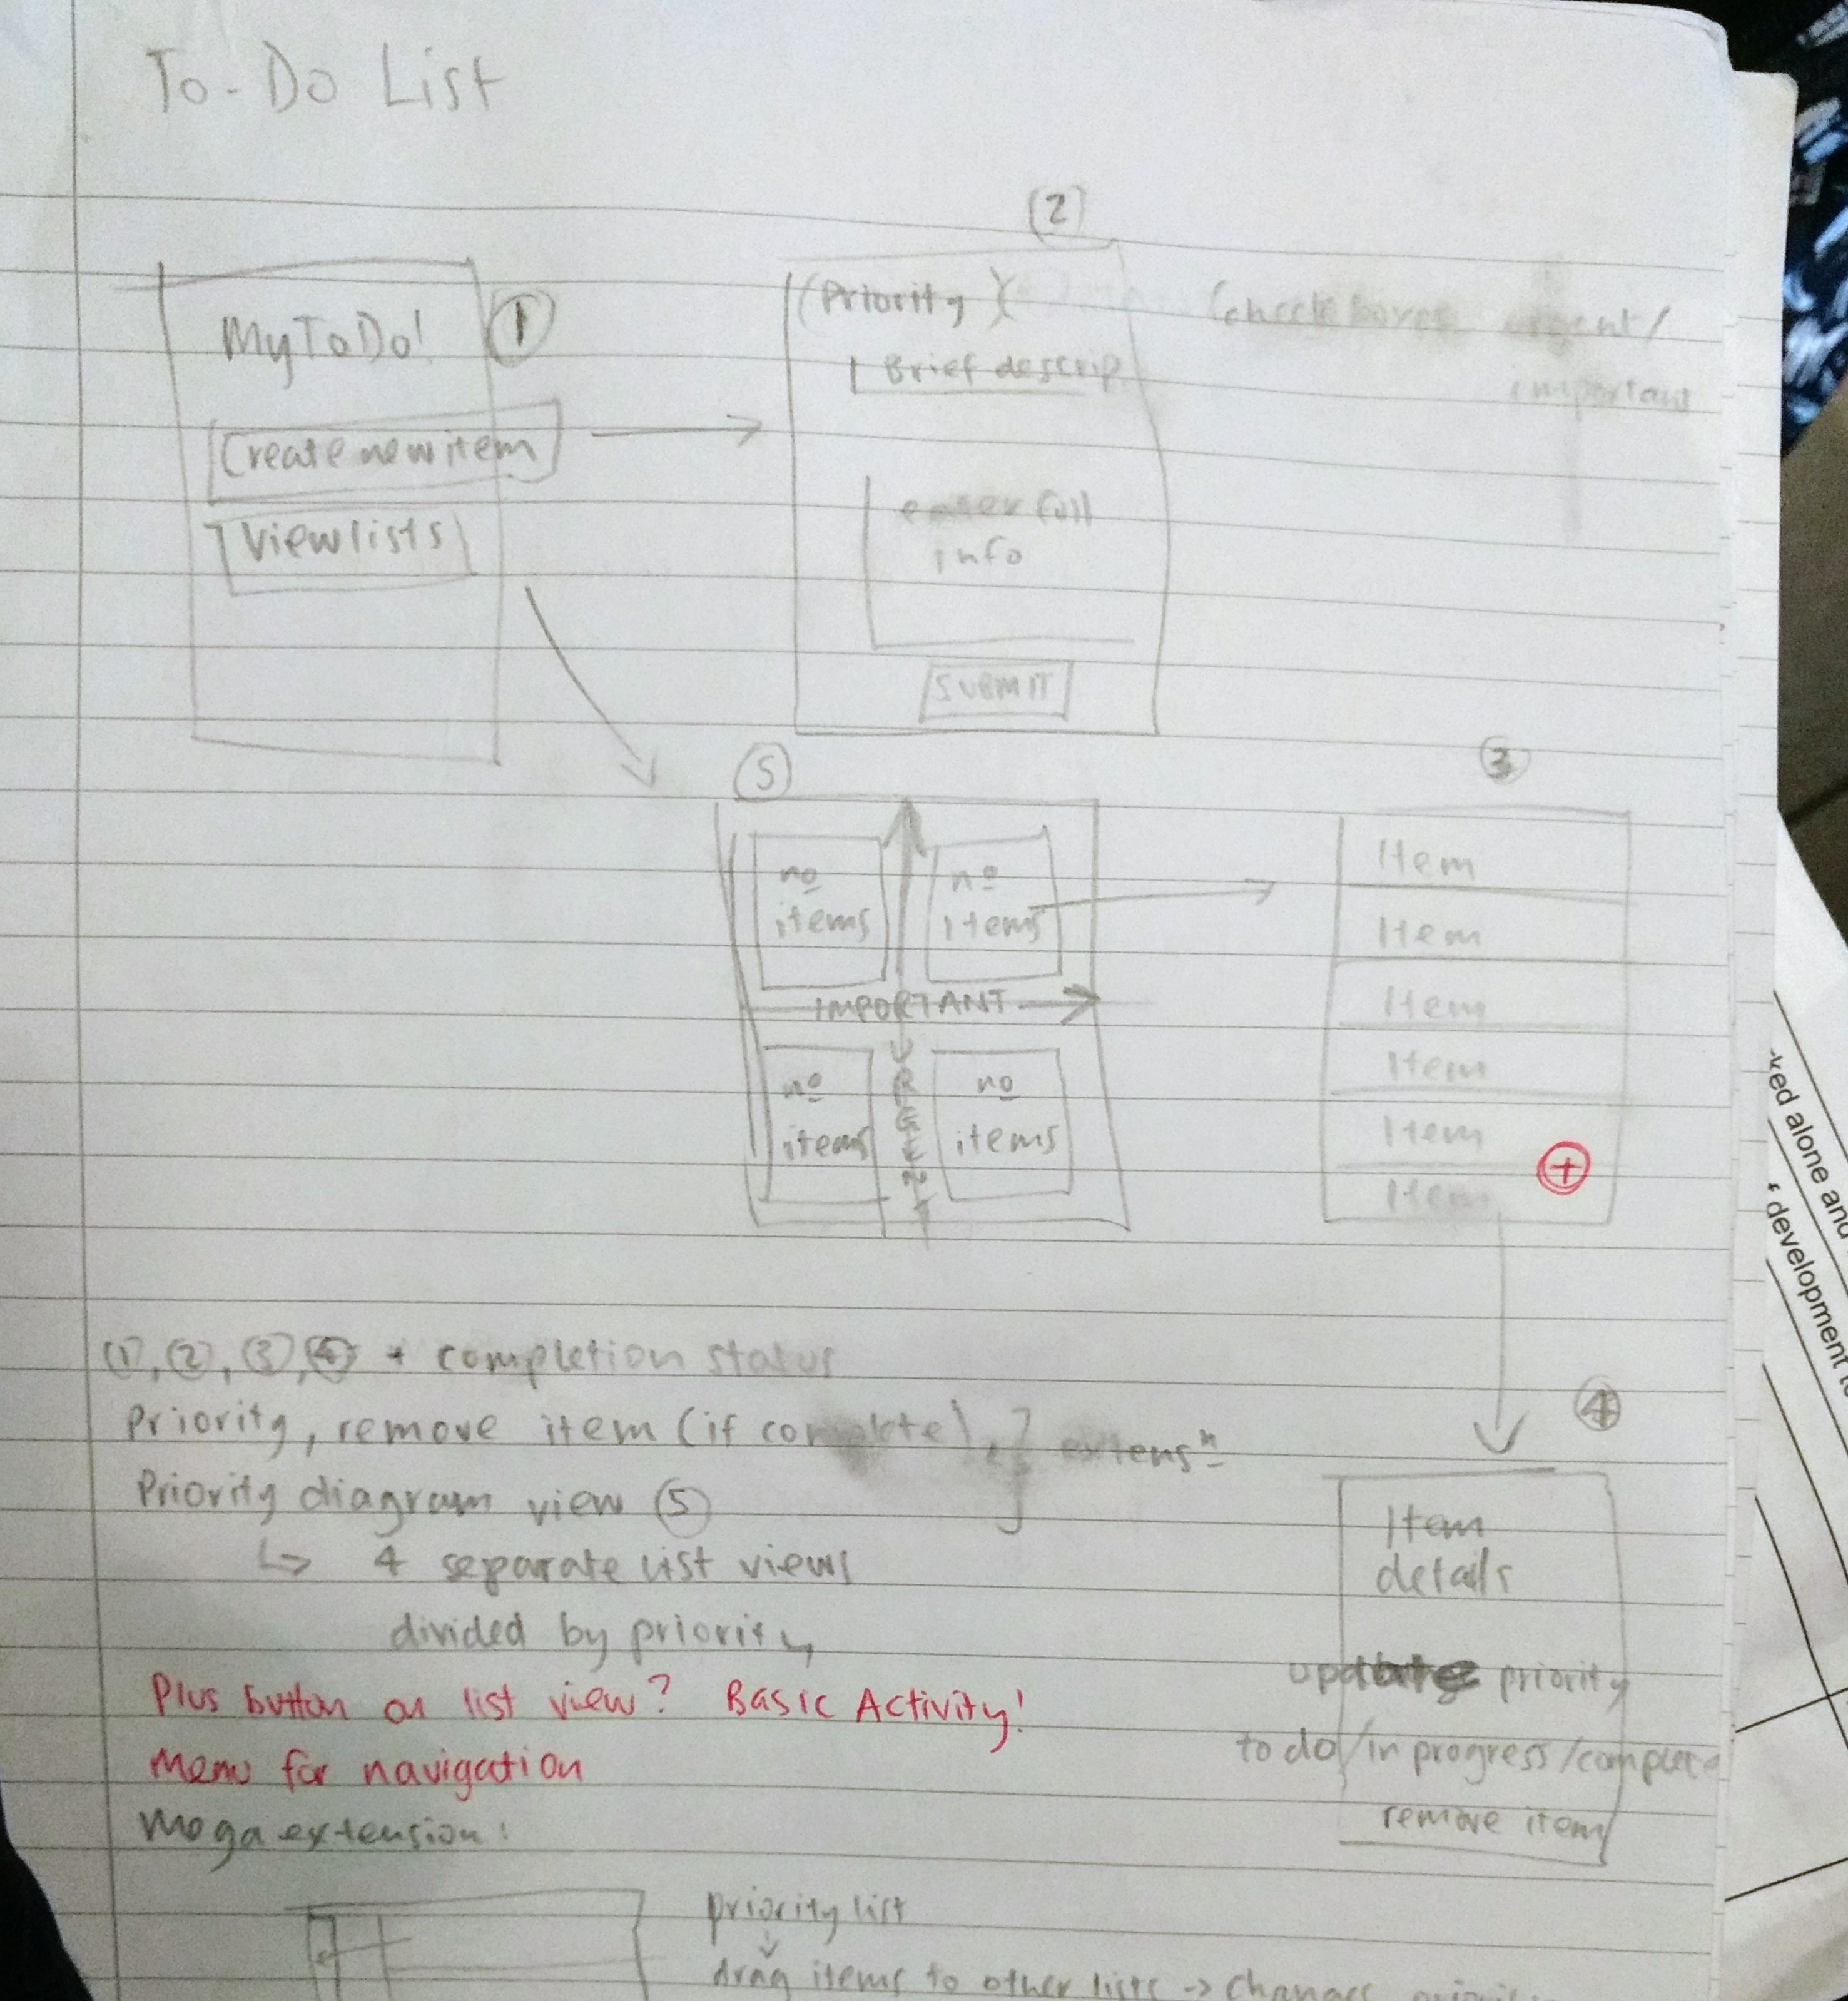 To-Do List
(2)
MyToDo!
1
(Priority)
(check boxes urgent/
important
Brief descrip
Create new item
View lists
enter full
info
SUBMIT
5
3
no items
no items
IMPORTANT
URGENT
no items
no items
Item
Item
Item
Item
Item
+
Item
①, ②, ③, ④ + completion status
Priority, remove item (if complete), } extensn
Priority diagram view ⑤
↳ 4 separate list views
divided by priority
Plus button on list view? Basic Activity!
Menu for navigation
Mega extension:
4
Item
details
update priority
to do/in progress/complete
remove item
priority list
drag items to other lists -> changes
ked alone and
f development